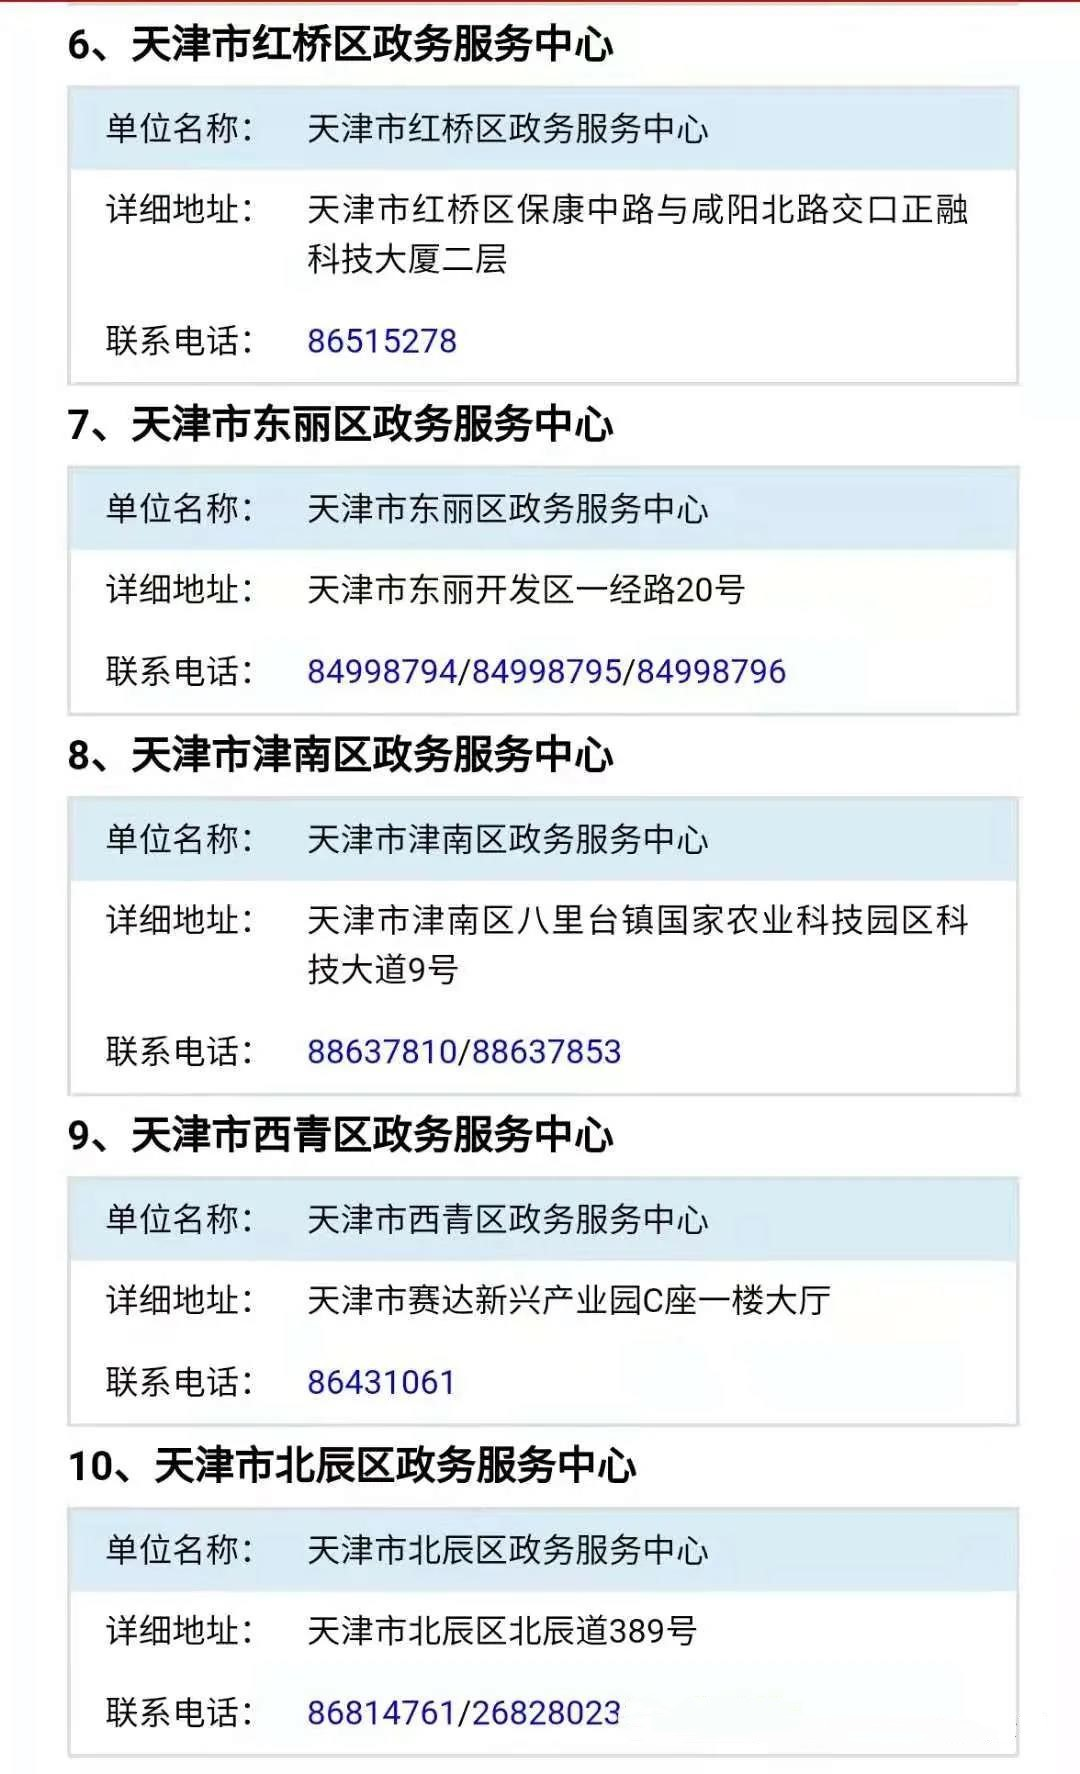 6、天津市红桥区政务服务中心
单位名称： 天津市红桥区政务服务中心
详细地址： 天津市红桥区保康中路与咸阳北路交口正融
科技大厦二层
联系电话： 86515278
7、天津市东丽区政务服务中心
单位名称： 天津市东丽区政务服务中心
详细地址： 天津市东丽开发区一经路20号
联系电话： 84998794/84998795/84998796
8、天津市津南区政务服务中心
单位名称： 天津市津南区政务服务中心
详细地址： 天津市津南区八里台镇国家农业科技园区科
技大道9号
联系电话： 88637810/88637853
9、天津市西青区政务服务中心
单位名称： 天津市西青区政务服务中心
详细地址： 天津市赛达新兴产业园C座一楼大厅
联系电话： 86431061
10、天津市北辰区政务服务中心
单位名称： 天津市北辰区政务服务中心
详细地址： 天津市北辰区北辰道389号
联系电话： 86814761/26828023